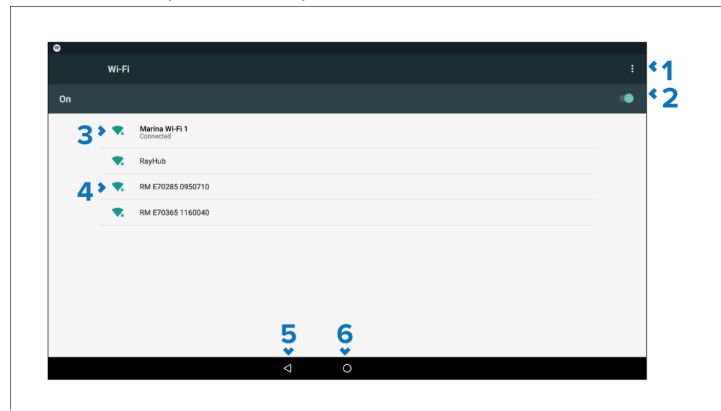 Wi-Fi
1
On
2
3
Marina Wi-Fi 1
Connected
RayHub
4
RM E70285 0950710
RM E70365 1160040
5
6